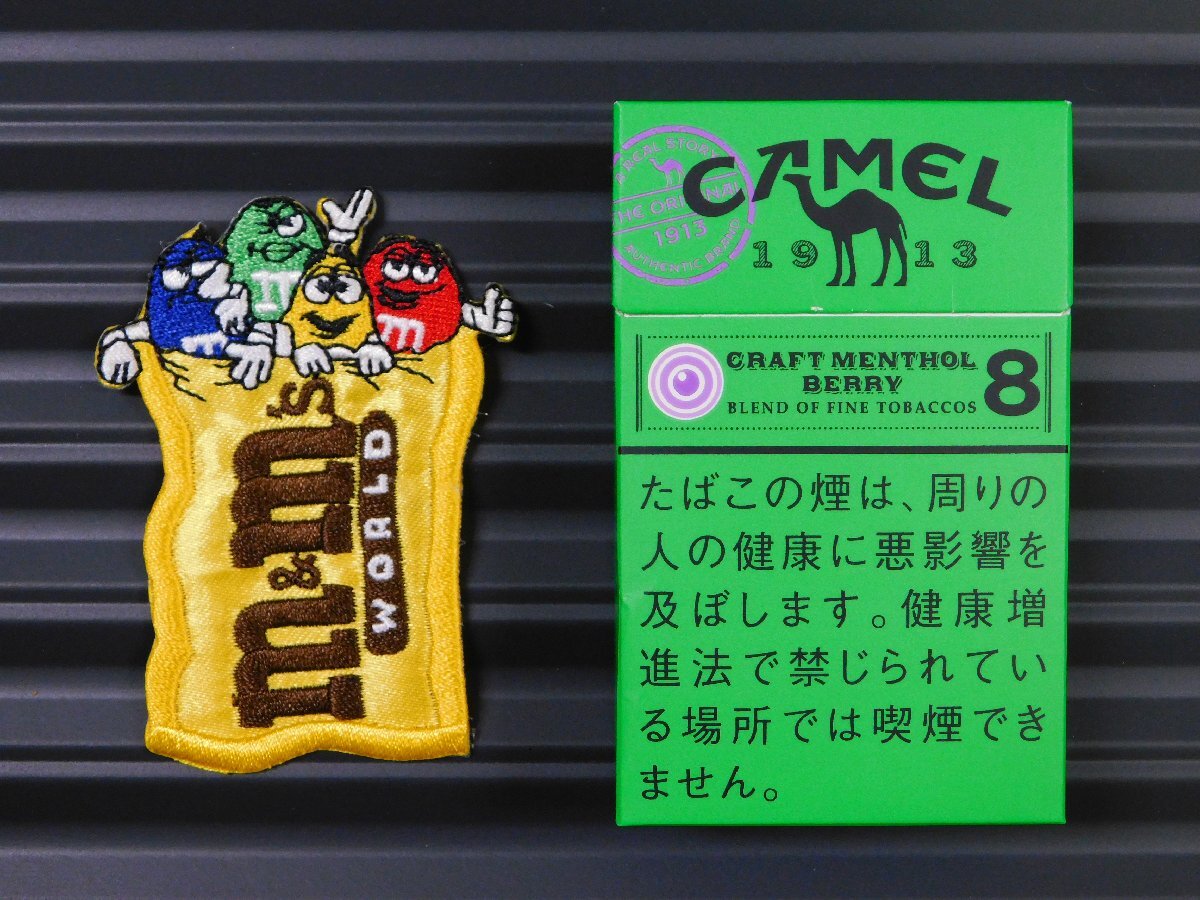 m
m
m
M&M's
WORLD
A REAL STORY
THE ORIGINAL
1913
AUTHENTIC BRAND
CAMEL
1913
CRAFT MENTHOL
BERRY
BLEND OF FINE TOBACCOS
8
たばこの煙は、周りの
人の健康に悪影響を
及ぼします。健康増
進法で禁じられてい
る場所では喫煙でき
ません。